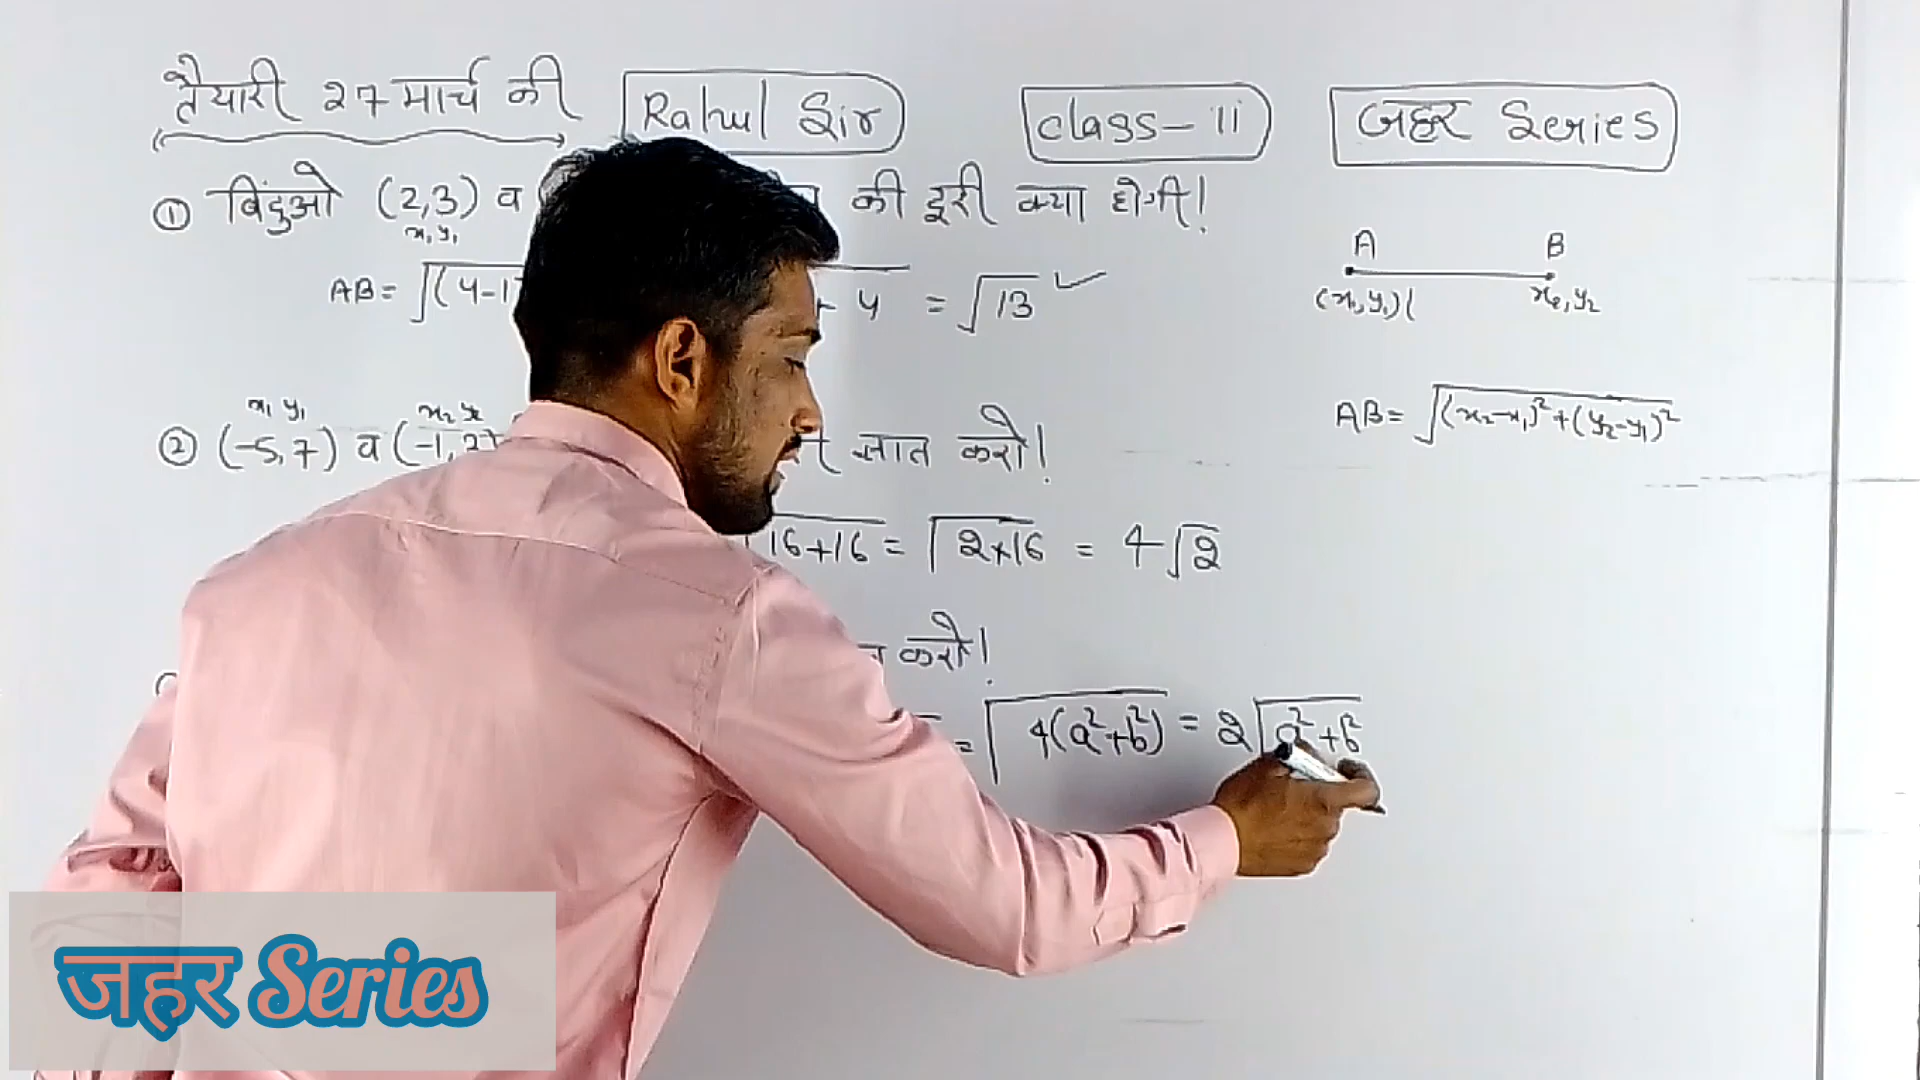 तैयारी 27 मार्च की Rahul Sir class-11 जहर Series
① बिंदुओ (2,3) व की दूरी क्या होगी!
x₁ y₁
A B
AB = √(4-1 + 4 = √13 ✓
(x₁,y₁) x₂,y₂
x₁ y₁ x₂ y₂
② (-5,7) व (-1, ज्ञात करो!
AB = √(x₂-x₁)²+(y₂-y₁)²
16+16 = √2×16 = 4√2
करो!
= √4(a²+b²) = 2√a²+b²
जहर Series